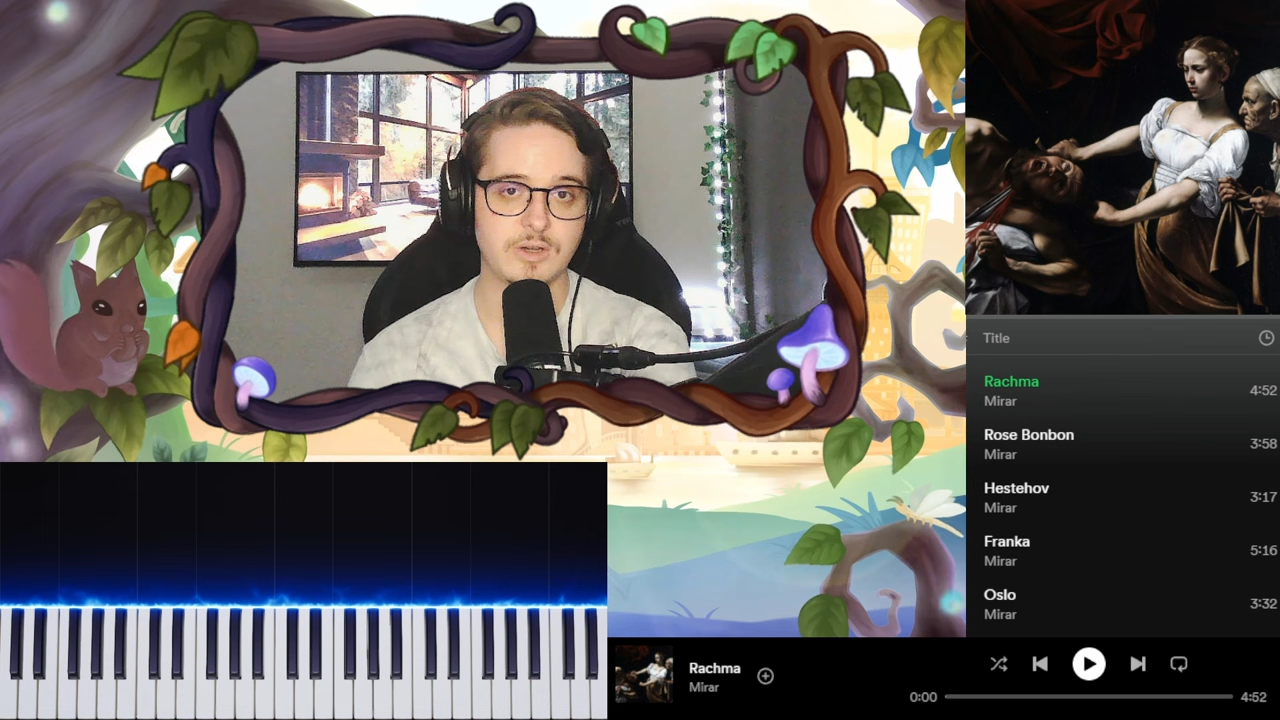 Title
Rachma
Mirar
4:52
Rose Bonbon
Mirar
3:58
Hestehov
Mirar
3:17
Franka
Mirar
5:16
Oslo
Mirar
3:32
Rachma
Mirar
0:00
4:52